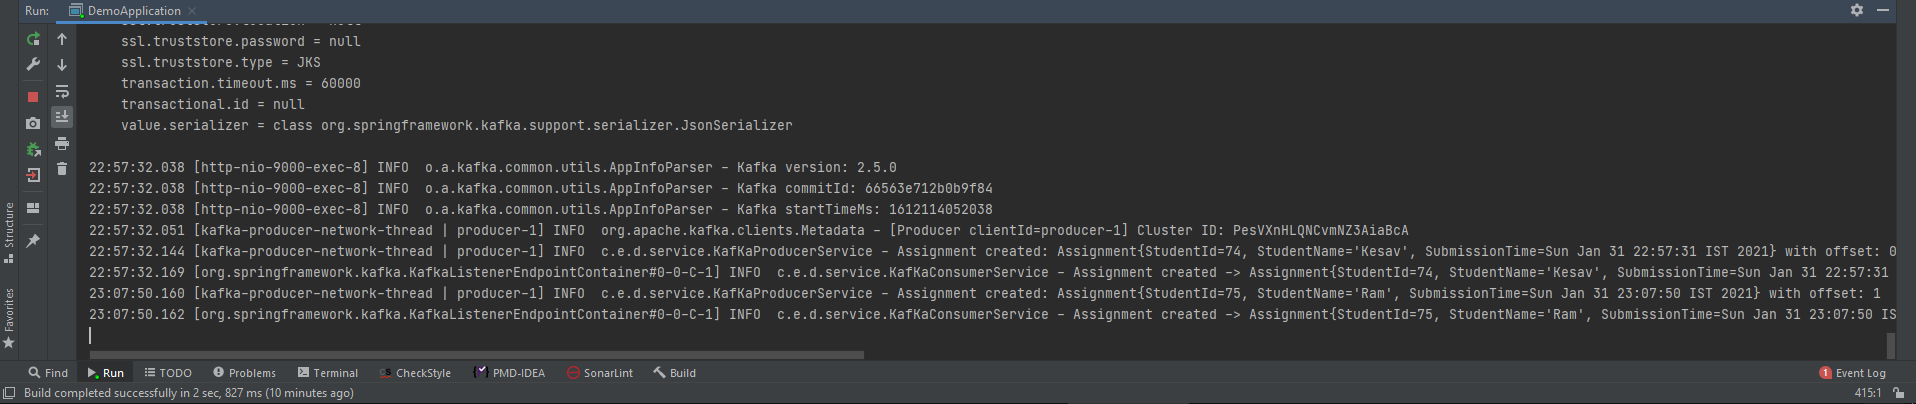 Run: DemoApplication
ssl.truststore.password = null
ssl.truststore.type = JKS
transaction.timeout.ms = 60000
transactional.id = null
value.serializer = class org.springframework.kafka.support.serializer.JsonSerializer
22:57:32.038 [http-nio-9000-exec-8] INFO  o.a.kafka.common.utils.AppInfoParser - Kafka version: 2.5.0
22:57:32.038 [http-nio-9000-exec-8] INFO  o.a.kafka.common.utils.AppInfoParser - Kafka commitId: 66563e712b0b9f84
22:57:32.038 [http-nio-9000-exec-8] INFO  o.a.kafka.common.utils.AppInfoParser - Kafka startTimeMs: 1612114052038
22:57:32.051 [kafka-producer-network-thread | producer-1] INFO  org.apache.kafka.clients.Metadata - [Producer clientId=producer-1] Cluster ID: PesVXnHLQNCvmNZ3AiaBcA
22:57:32.144 [kafka-producer-network-thread | producer-1] INFO  c.e.d.service.KafKaProducerService - Assignment created: Assignment{StudentId=74, StudentName='Kesav', SubmissionTime=Sun Jan 31 22:57:31 IST 2021} with offset: 0
22:57:32.169 [org.springframework.kafka.KafkaListenerEndpointContainer#0-0-C-1] INFO  c.e.d.service.KafKaConsumerService - Assignment created -> Assignment{StudentId=74, StudentName='Kesav', SubmissionTime=Sun Jan 31 22:57:31
23:07:50.160 [kafka-producer-network-thread | producer-1] INFO  c.e.d.service.KafKaProducerService - Assignment created: Assignment{StudentId=75, StudentName='Ram', SubmissionTime=Sun Jan 31 23:07:50 IST 2021} with offset: 1
23:07:50.162 [org.springframework.kafka.KafkaListenerEndpointContainer#0-0-C-1] INFO  c.e.d.service.KafKaConsumerService - Assignment created -> Assignment{StudentId=75, StudentName='Ram', SubmissionTime=Sun Jan 31 23:07:50 IS
Structure
Favorites
Find Run TODO Problems Terminal CheckStyle PMD-IDEA SonarLint Build 1 Event Log
Build completed successfully in 2 sec, 827 ms (10 minutes ago) 415:1